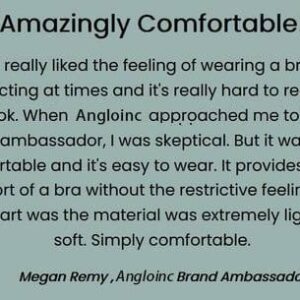 Amazingly Comfortable
really liked the feeling of wearing a br
cting at times and it's really hard to re
ok. When Angloinc approached me to
ambassador, I was skeptical. But it wa
rtable and it's easy to wear. It provides
ort of a bra without the restrictive feelin
art was the material was extremely lig
soft. Simply comfortable.
Megan Remy , Angloinc Brand Ambassado